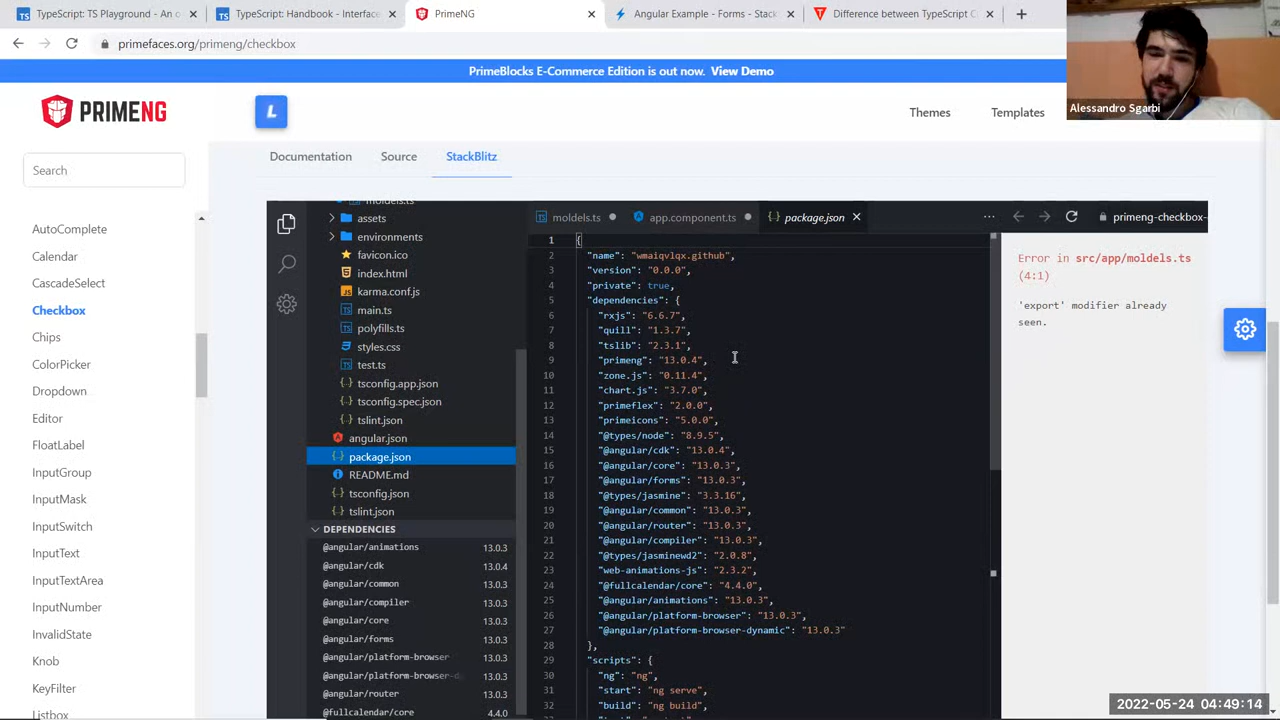 TypeScript: TS Playground - An o
TypeScript: Handbook - Interface
PrimeNG
Angular Example - Forms - Stack
Difference between TypeScript C
primefaces.org/primeng/checkbox
PrimeBlocks E-Commerce Edition is out now. View Demo
Alessandro Sgarbi
PRIMENG
L
Themes
Templates
Search
Documentation
Source
StackBlitz
AutoComplete
Calendar
CascadeSelect
Checkbox
Chips
ColorPicker
Dropdown
Editor
FloatLabel
InputGroup
InputMask
InputSwitch
InputText
InputTextArea
InputNumber
InvalidState
Knob
KeyFilter
Listbox
moldels.ts
assets
environments
favicon.ico
index.html
karma.conf.js
main.ts
polyfills.ts
styles.css
test.ts
tsconfig.app.json
tsconfig.spec.json
tslint.json
angular.json
package.json
README.md
tsconfig.json
tslint.json
DEPENDENCIES
@angular/animations 13.0.3
@angular/cdk 13.0.4
@angular/common 13.0.3
@angular/compiler 13.0.3
@angular/core 13.0.3
@angular/forms 13.0.3
@angular/platform-browser 13.0.3
@angular/platform-browser-d 13.0.3
@angular/router 13.0.3
@fullcalendar/core 4.4.0
moldels.ts
app.component.ts
package.json
1 {
2 "name": "wmaiqvlqx.github",
3 "version": "0.0.0",
4 "private": true,
5 "dependencies": {
6 "rxjs": "6.6.7",
7 "quill": "1.3.7",
8 "tslib": "2.3.1",
9 "primeng": "13.0.4",
10 "zone.js": "0.11.4",
11 "chart.js": "3.7.0",
12 "primeflex": "2.0.0",
13 "primeicons": "5.0.0",
14 "@types/node": "8.9.5",
15 "@angular/cdk": "13.0.4",
16 "@angular/core": "13.0.3",
17 "@angular/forms": "13.0.3",
18 "@types/jasmine": "3.3.16",
19 "@angular/common": "13.0.3",
20 "@angular/router": "13.0.3",
21 "@angular/compiler": "13.0.3",
22 "@types/jasminewd2": "2.0.8",
23 "web-animations-js": "2.3.2",
24 "@fullcalendar/core": "4.4.0",
25 "@angular/animations": "13.0.3",
26 "@angular/platform-browser": "13.0.3",
27 "@angular/platform-browser-dynamic": "13.0.3"
28 },
29 "scripts": {
30 "ng": "ng",
31 "start": "ng serve",
32 "build": "ng build",
primeng-checkbox-
Error in src/app/moldels.ts
(4:1)
'export' modifier already
seen.
2022-05-24 04:49:14